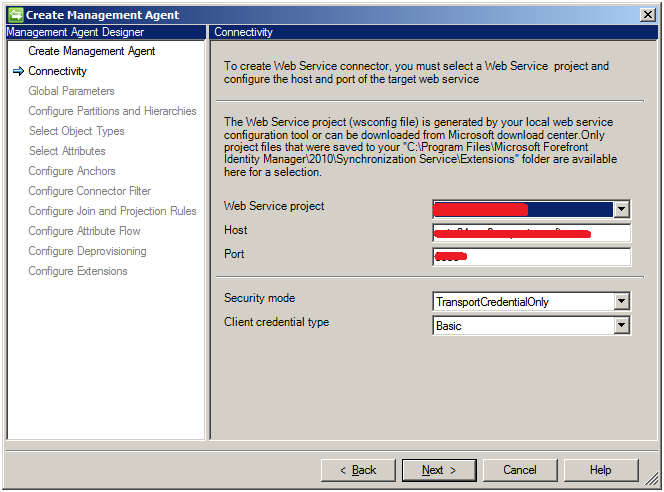 Create Management Agent
Management Agent Designer
Connectivity
Create Management Agent
Connectivity
Global Parameters
Configure Partitions and Hierarchies
Select Object Types
Select Attributes
Configure Anchors
Configure Connector Filter
Configure Join and Projection Rules
Configure Attribute Flow
Configure Deprovisioning
Configure Extensions
To create Web Service connector, you must select a Web Service project and
configure the host and port of the target web service
The Web Service project (wsconfig file) is generated by your local web service
configuration tool or can be downloaded from Microsoft download center.Only
project files that were saved to your "C:\Program Files\Microsoft Forefront
Identity Manager\2010\Synchronization Service\Extensions" folder are available
here for a selection.
Web Service project
Host
Port
Security mode
TransportCredentialOnly
Client credential type
Basic
< Back
Next >
Cancel
Help